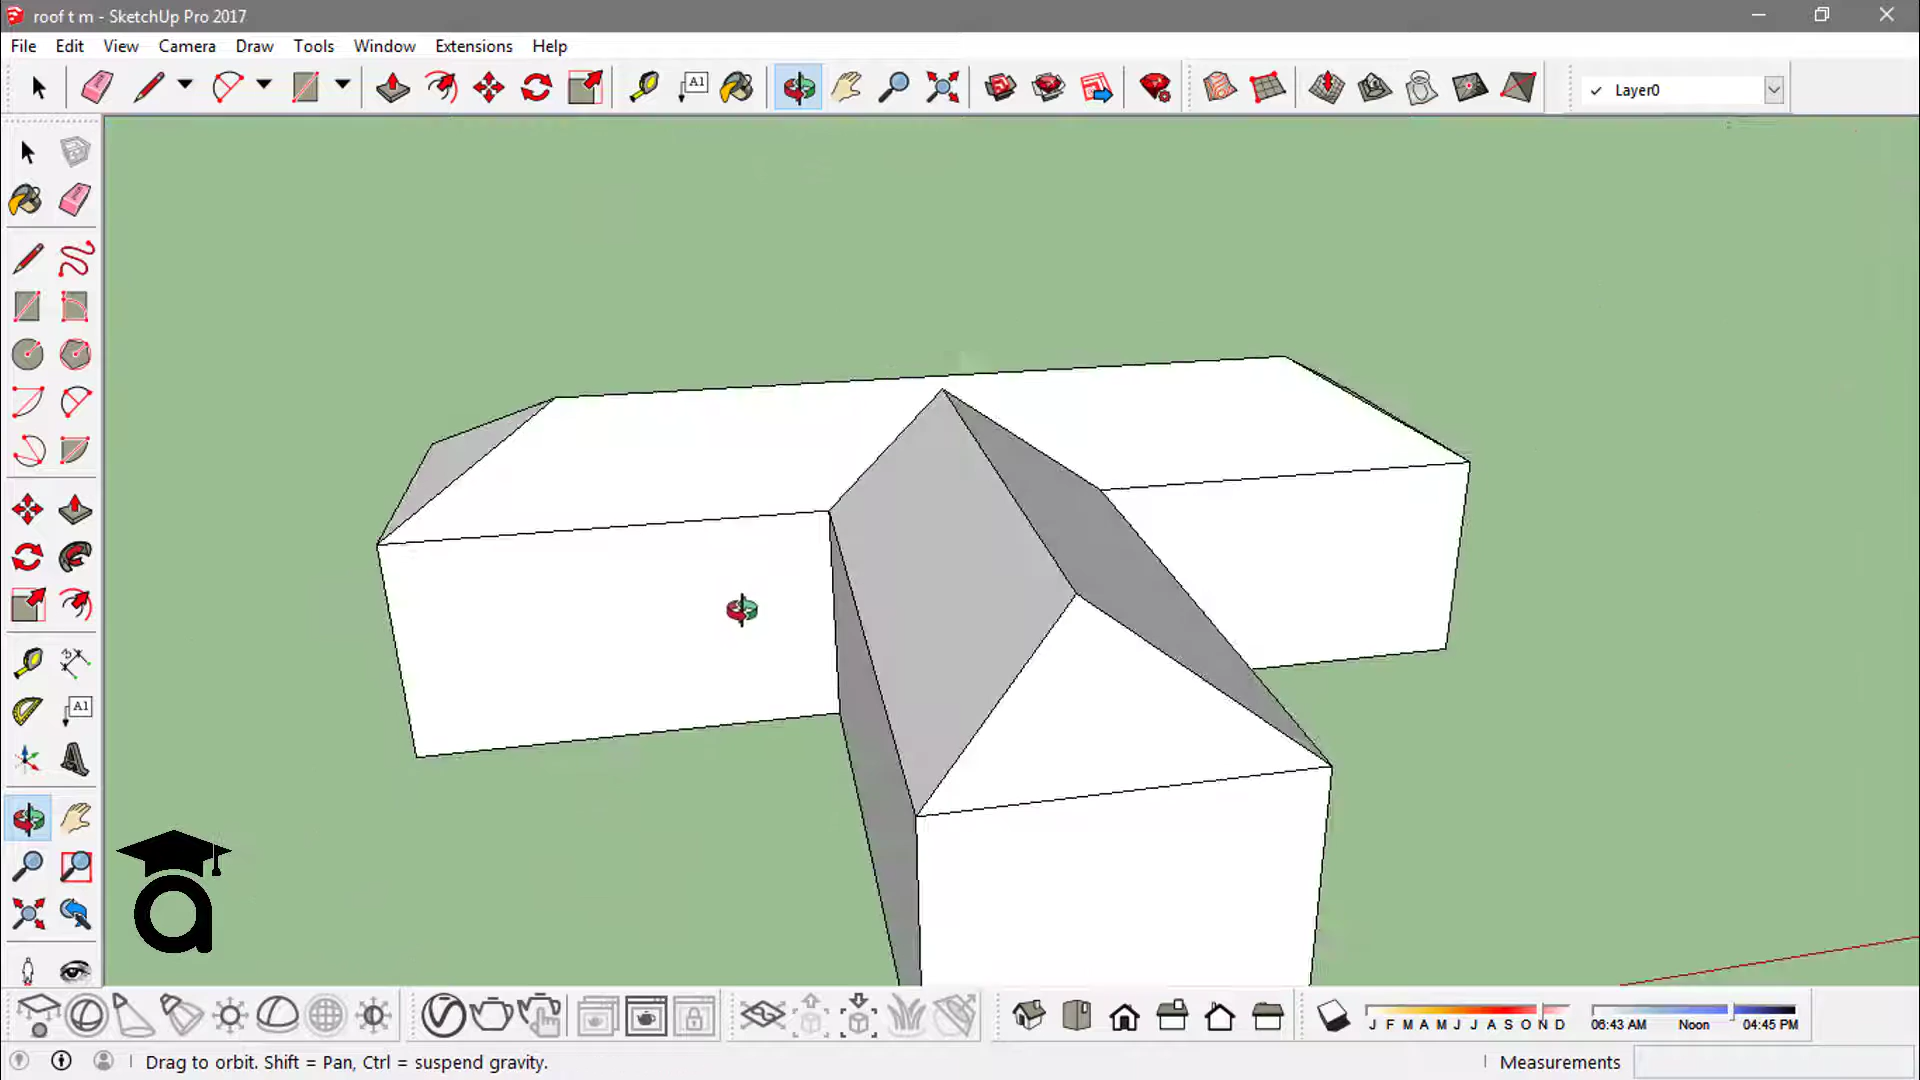 roof t m - SketchUp Pro 2017
File Edit View Camera Draw Tools Window Extensions Help
A1
✓ Layer0
A1
J F M A M J J A S O N D
06:43 AM Noon 04:45 PM
Drag to orbit. Shift = Pan, Ctrl = suspend gravity.
Measurements